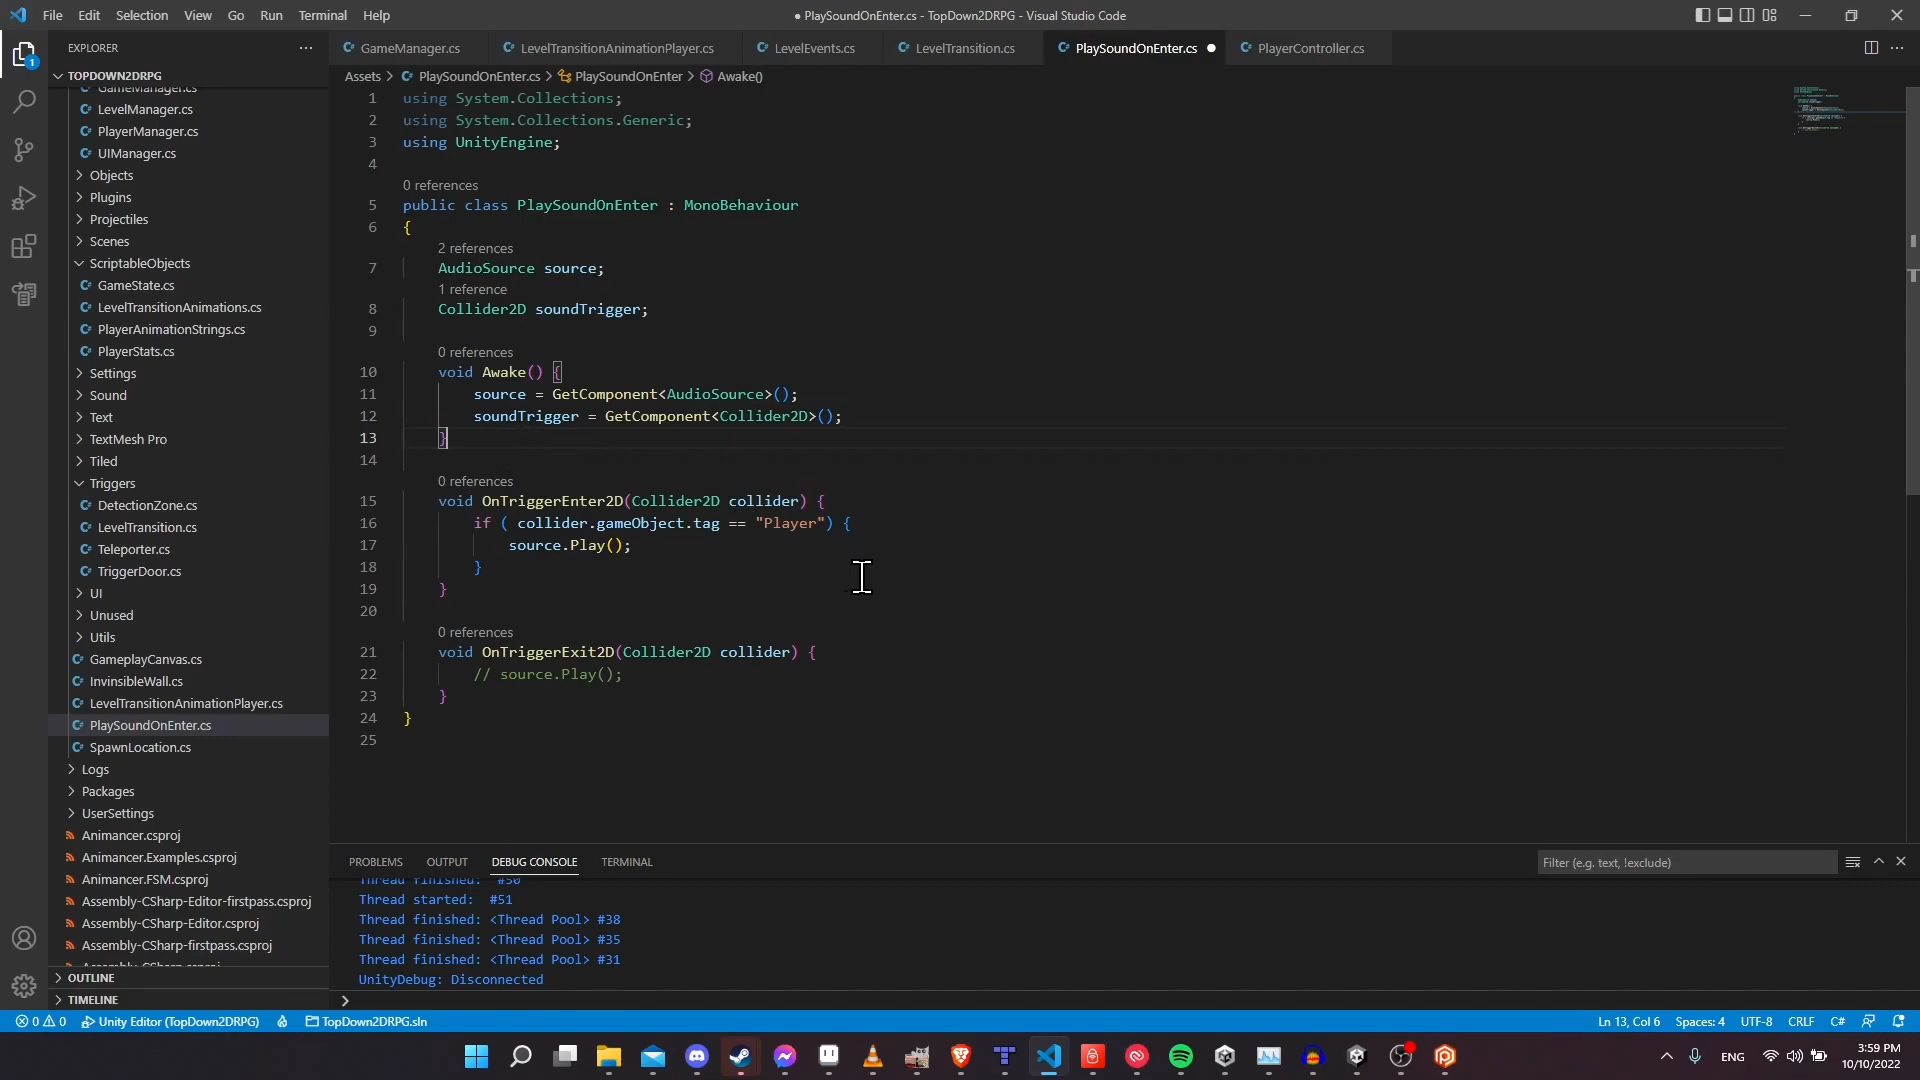 File Edit Selection View Go Run Terminal Help
● PlaySoundOnEnter.cs - TopDown2DRPG - Visual Studio Code
EXPLORER
TOPDOWN2DRPG
GameManager.cs
LevelManager.cs
PlayerManager.cs
UIManager.cs
Objects
Plugins
Projectiles
Scenes
ScriptableObjects
GameState.cs
LevelTransitionAnimations.cs
PlayerAnimationStrings.cs
PlayerStats.cs
Settings
Sound
Text
TextMesh Pro
Tiled
Triggers
DetectionZone.cs
LevelTransition.cs
Teleporter.cs
TriggerDoor.cs
UI
Unused
Utils
GameplayCanvas.cs
InvinsibleWall.cs
LevelTransitionAnimationPlayer.cs
PlaySoundOnEnter.cs
SpawnLocation.cs
Logs
Packages
UserSettings
Animancer.csproj
Animancer.Examples.csproj
Animancer.FSM.csproj
Assembly-CSharp-Editor-firstpass.csproj
Assembly-CSharp-Editor.csproj
Assembly-CSharp-firstpass.csproj
Assembly-CSharp.csproj
OUTLINE
TIMELINE
GameManager.cs LevelTransitionAnimationPlayer.cs LevelEvents.cs LevelTransition.cs PlaySoundOnEnter.cs PlayerController.cs
Assets > PlaySoundOnEnter.cs > PlaySoundOnEnter > Awake()
1 using System.Collections;
2 using System.Collections.Generic;
3 using UnityEngine;
4
0 references
5 public class PlaySoundOnEnter : MonoBehaviour
6 {
2 references
7 AudioSource source;
1 reference
8 Collider2D soundTrigger;
9
0 references
10 void Awake() {
11 source = GetComponent<AudioSource>();
12 soundTrigger = GetComponent<Collider2D>();
13 }
14
0 references
15 void OnTriggerEnter2D(Collider2D collider) {
16 if ( collider.gameObject.tag == "Player") {
17 source.Play();
18 }
19 }
20
0 references
21 void OnTriggerExit2D(Collider2D collider) {
22 // source.Play();
23 }
24 }
25
PROBLEMS OUTPUT DEBUG CONSOLE TERMINAL
Filter (e.g. text, !exclude)
Thread finished: #50
Thread started: #51
Thread finished: <Thread Pool> #38
Thread finished: <Thread Pool> #35
Thread finished: <Thread Pool> #31
UnityDebug: Disconnected
0 0 Unity Editor (TopDown2DRPG) TopDown2DRPG.sln
Ln 13, Col 6 Spaces: 4 UTF-8 CRLF C#
ENG
3:59 PM
10/10/2022